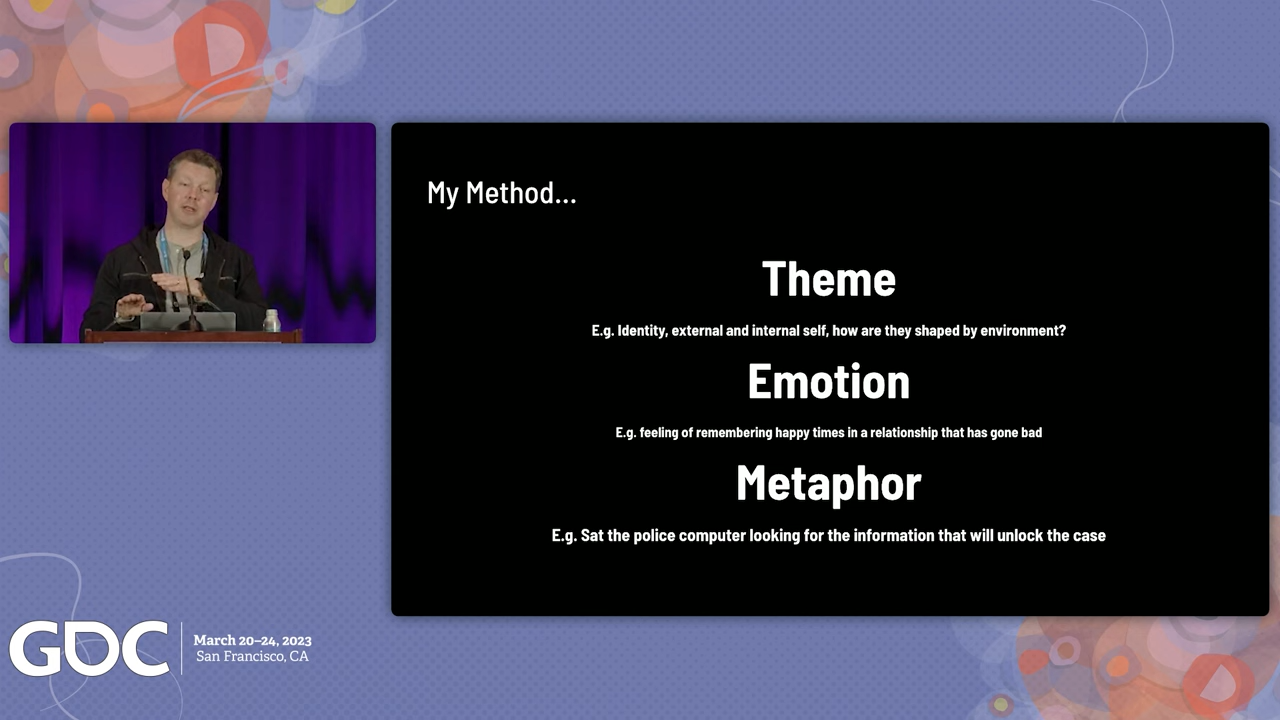 My Method...
Theme
E.g. Identity, external and internal self, how are they shaped by environment?
Emotion
E.g. feeling of remembering happy times in a relationship that has gone bad
Metaphor
E.g. Sat the police computer looking for the information that will unlock the case
GDC
March 20–24, 2023
San Francisco, CA